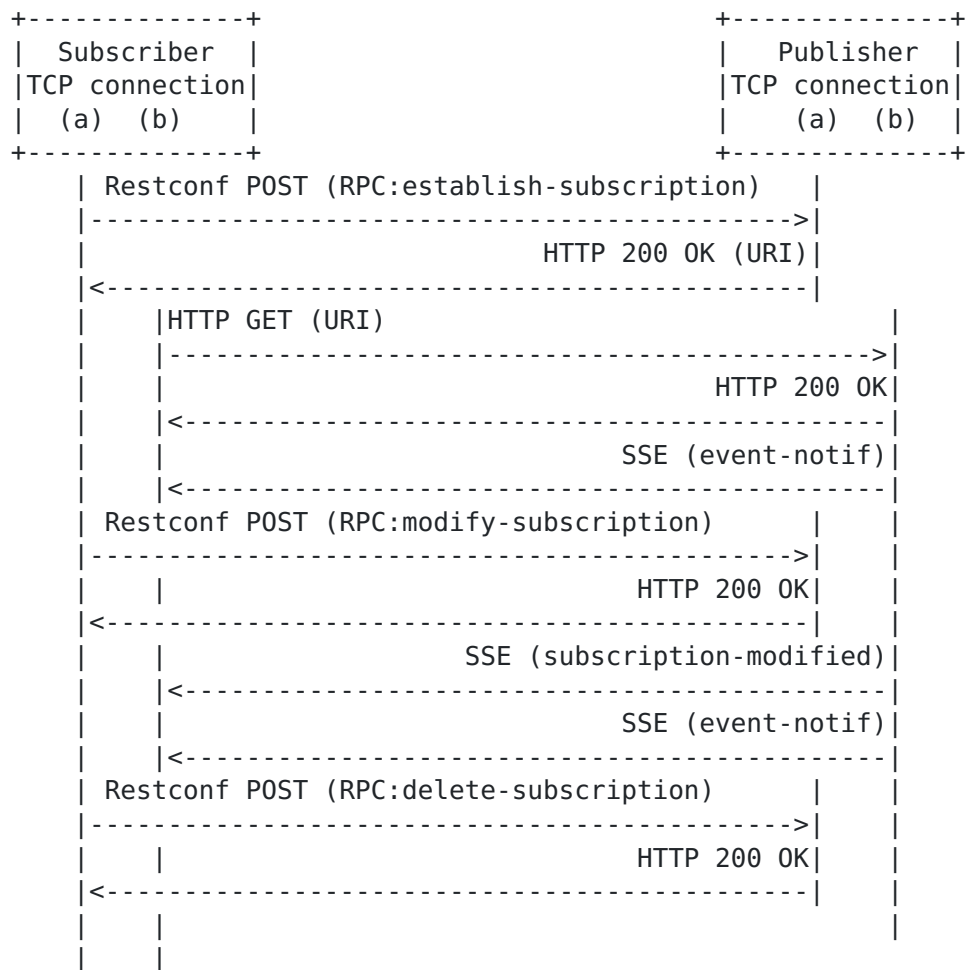 Subscriber Publisher
TCP connection TCP connection
(a) (b) (a) (b)
Restconf POST (RPC:establish-subscription)
HTTP 200 OK (URI)
HTTP GET (URI)
HTTP 200 OK
SSE (event-notif)
Restconf POST (RPC:modify-subscription)
HTTP 200 OK
SSE (subscription-modified)
SSE (event-notif)
Restconf POST (RPC:delete-subscription)
HTTP 200 OK